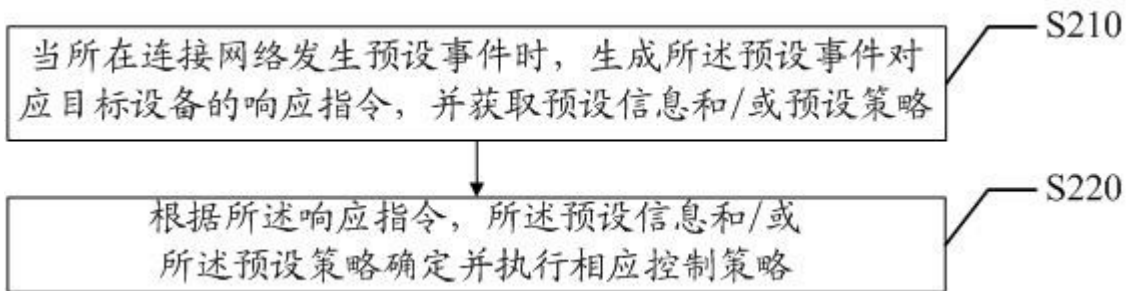 当所在连接网络发生预设事件时，生成所述预设事件对
应目标设备的响应指令，并获取预设信息和/或预设策略
S210
根据所述响应指令，所述预设信息和/或
所述预设策略确定并执行相应控制策略
S220